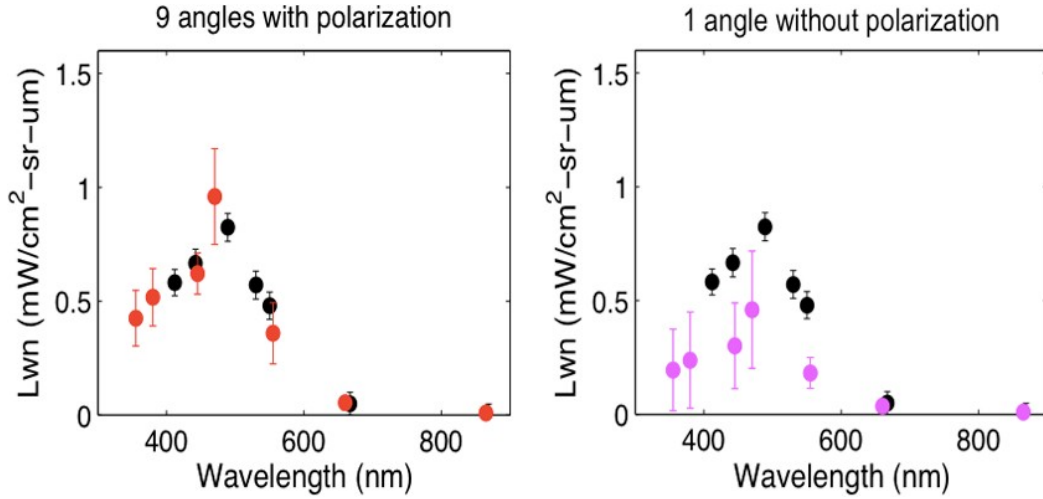 9 angles with polarization
1.5
1
0.5
0
400 600 800
Lwn (mW/cm²-sr-um)
Wavelength (nm)
1 angle without polarization
1.5
1
0.5
0
400 600 800
Lwn (mW/cm²-sr-um)
Wavelength (nm)